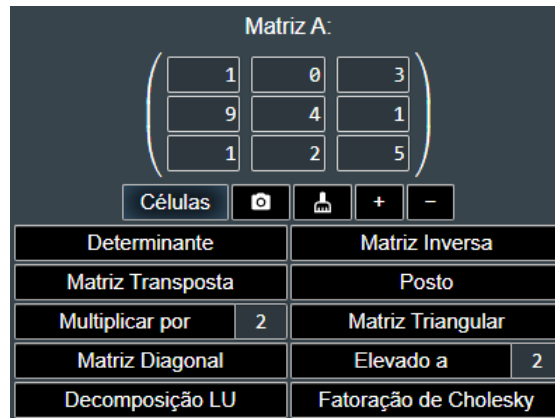 Matriz A:
1 0 3
9 4 1
1 2 5
Células + −
Determinante Matriz Inversa
Matriz Transposta Posto
Multiplicar por 2 Matriz Triangular
Matriz Diagonal Elevado a 2
Decomposição LU Fatoração de Cholesky